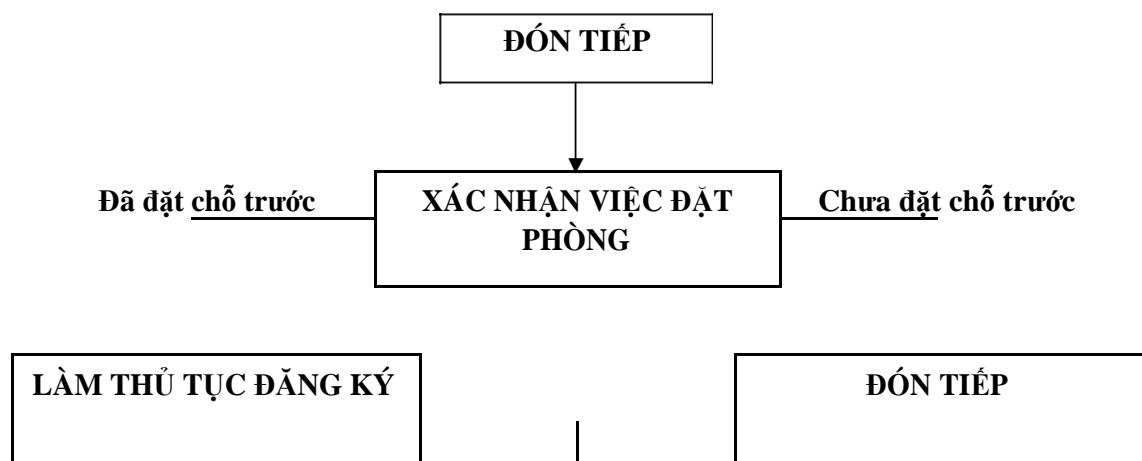 ĐÓN TIẾP
Đã đặt chỗ trước
XÁC NHẬN VIỆC ĐẶT
PHÒNG
Chưa đặt chỗ trước
LÀM THỦ TỤC ĐĂNG KÝ
ĐÓN TIẾP